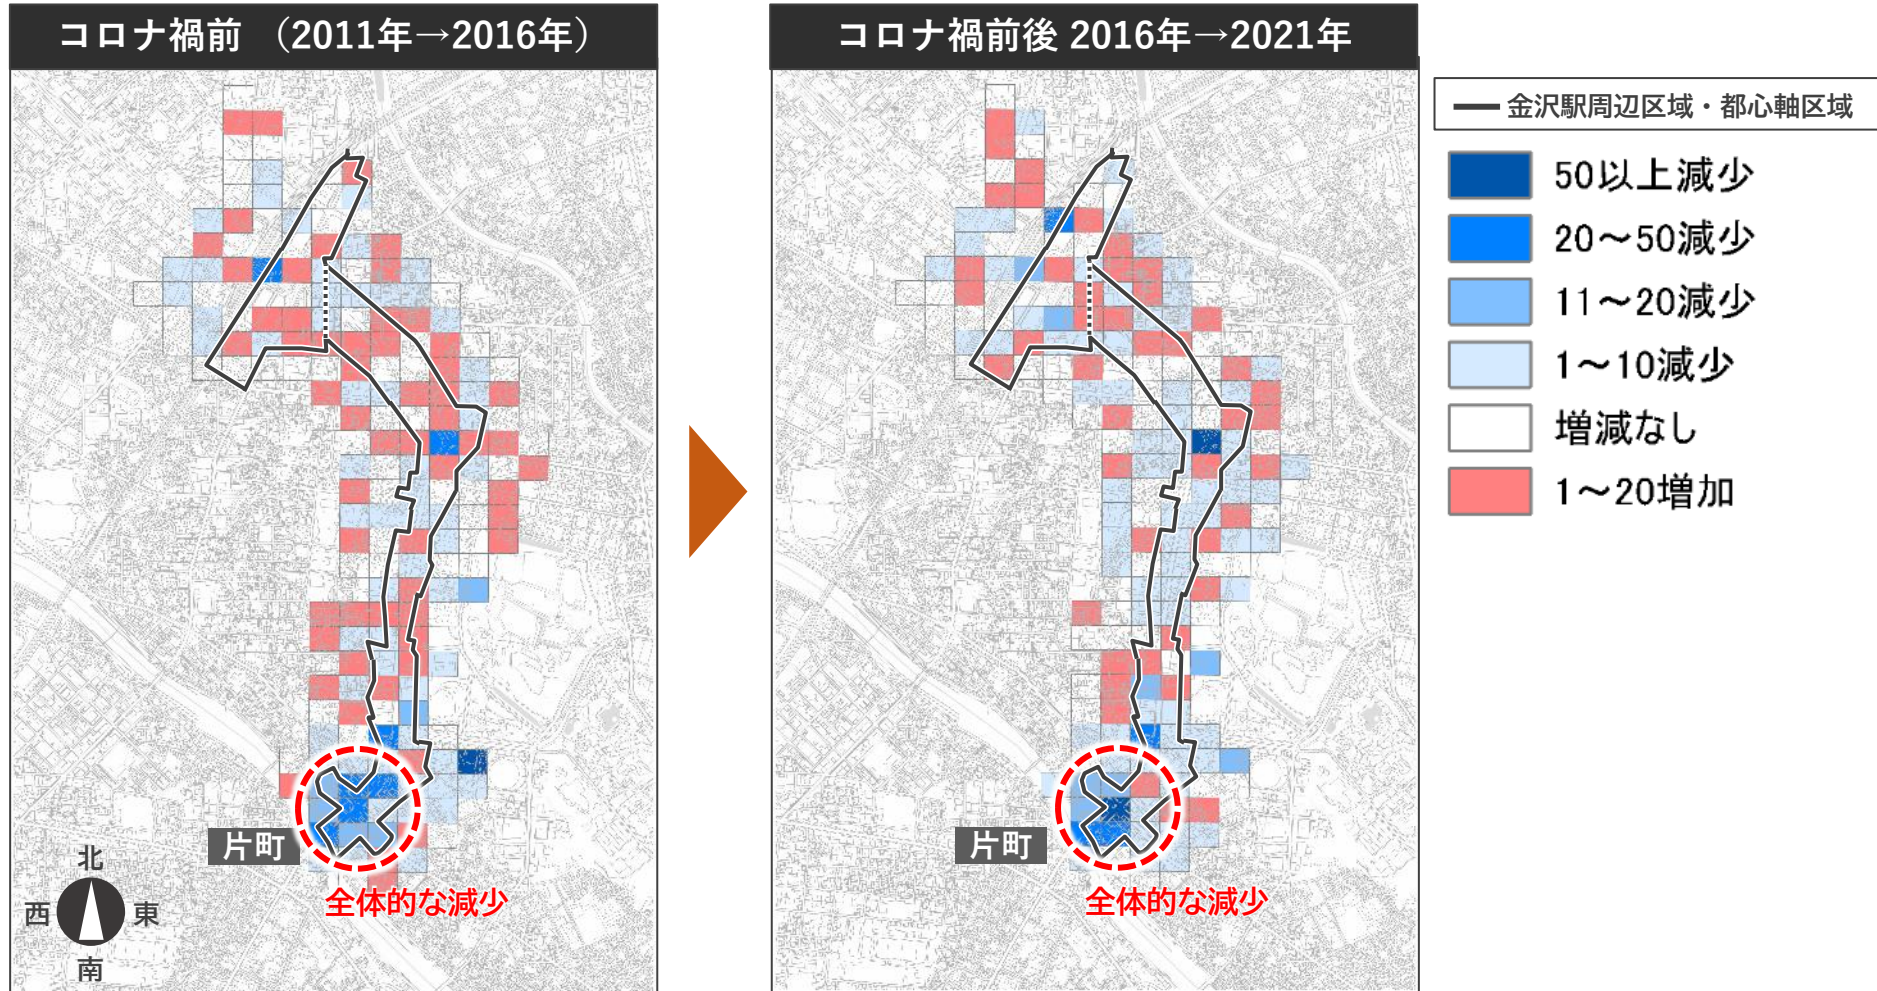 コロナ禍前 （2011年→2016年）
コロナ禍前後 2016年→2021年
金沢駅周辺区域・都心軸区域
50以上減少
20～50減少
11～20減少
1～10減少
増減なし
1～20増加
片町
全体的な減少
北
西 東
南
片町
全体的な減少